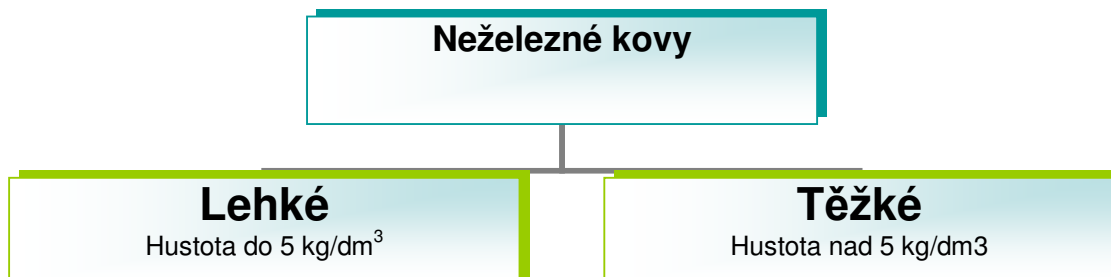 Neželezné kovy
Lehké
Hustota do 5 kg/dm³
Těžké
Hustota nad 5 kg/dm3